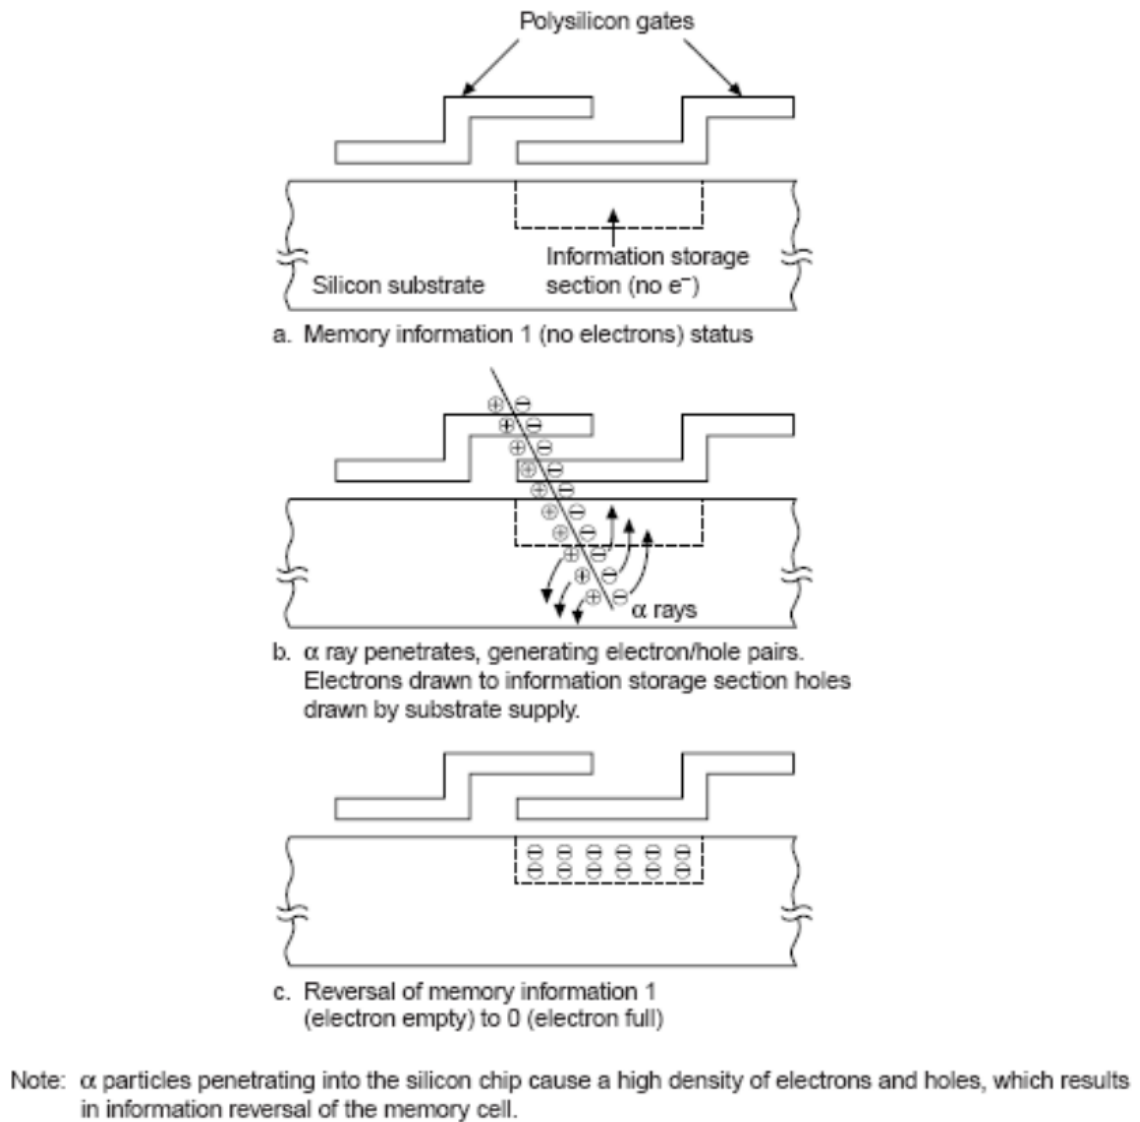 Polysilicon gates
Information storage
section (no e⁻)
Silicon substrate
a. Memory information 1 (no electrons) status
α rays
b. α ray penetrates, generating electron/hole pairs.
Electrons drawn to information storage section holes
drawn by substrate supply.
c. Reversal of memory information 1
(electron empty) to 0 (electron full)
Note: α particles penetrating into the silicon chip cause a high density of electrons and holes, which results
in information reversal of the memory cell.